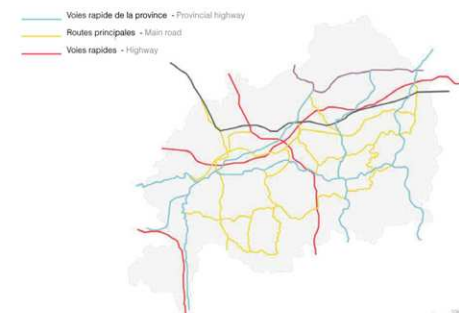 Voies rapide de la province - Provincial highway
Routes principales - Main road
Voies rapides - Highway